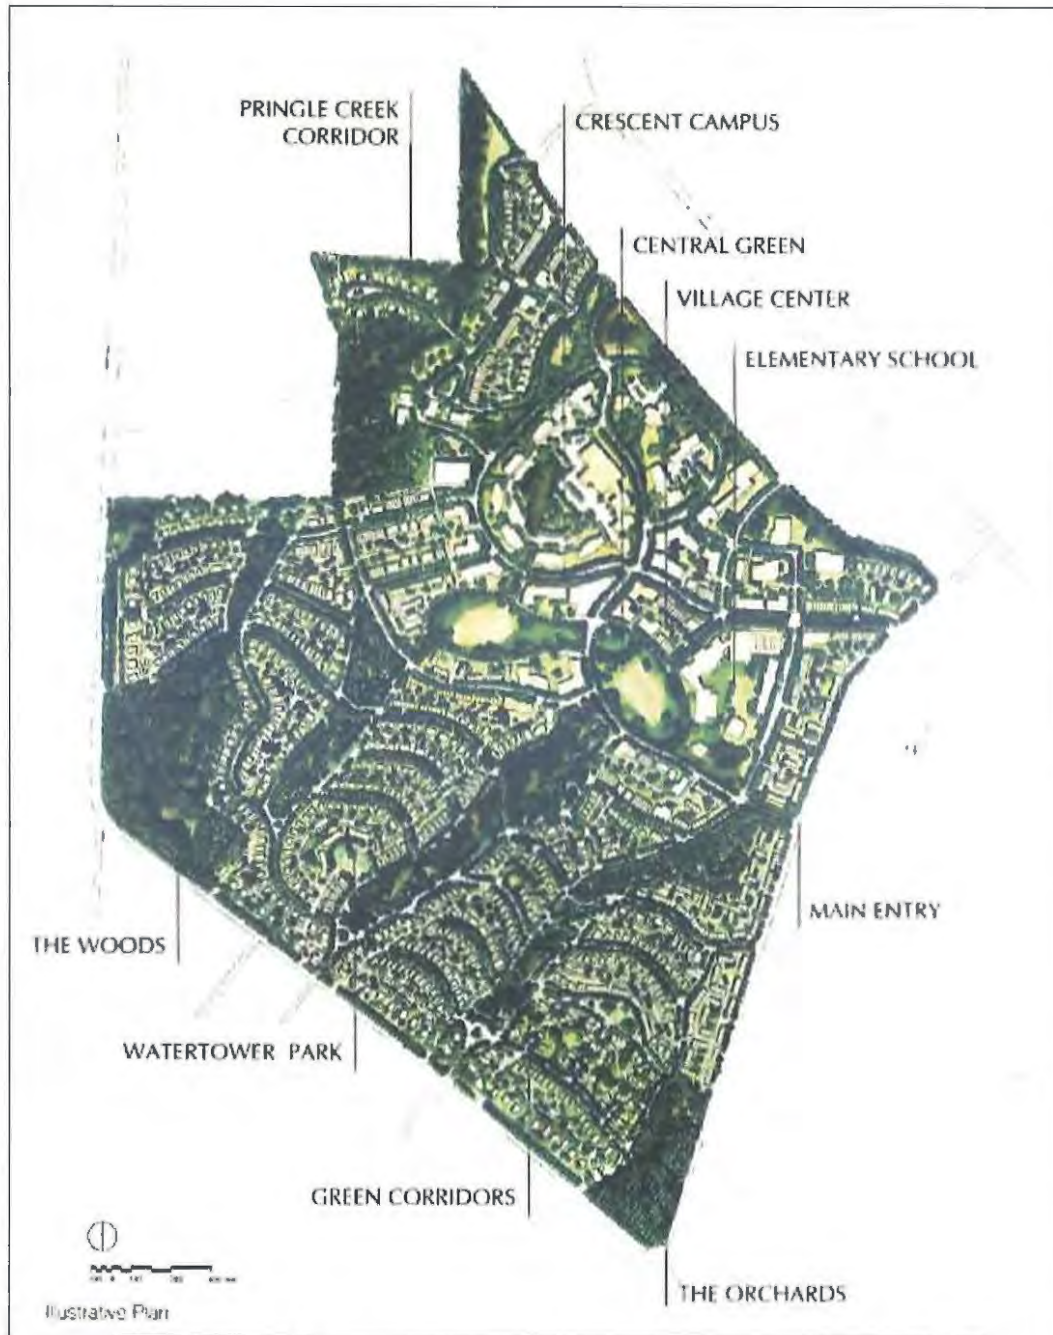 PRINGLE CREEK
CORRIDOR
CRESCENT CAMPUS
CENTRAL GREEN
VILLAGE CENTER
ELEMENTARY SCHOOL
MAIN ENTRY
THE WOODS
WATERTOWER PARK
GREEN CORRIDORS
THE ORCHARDS
Illustrative Plan